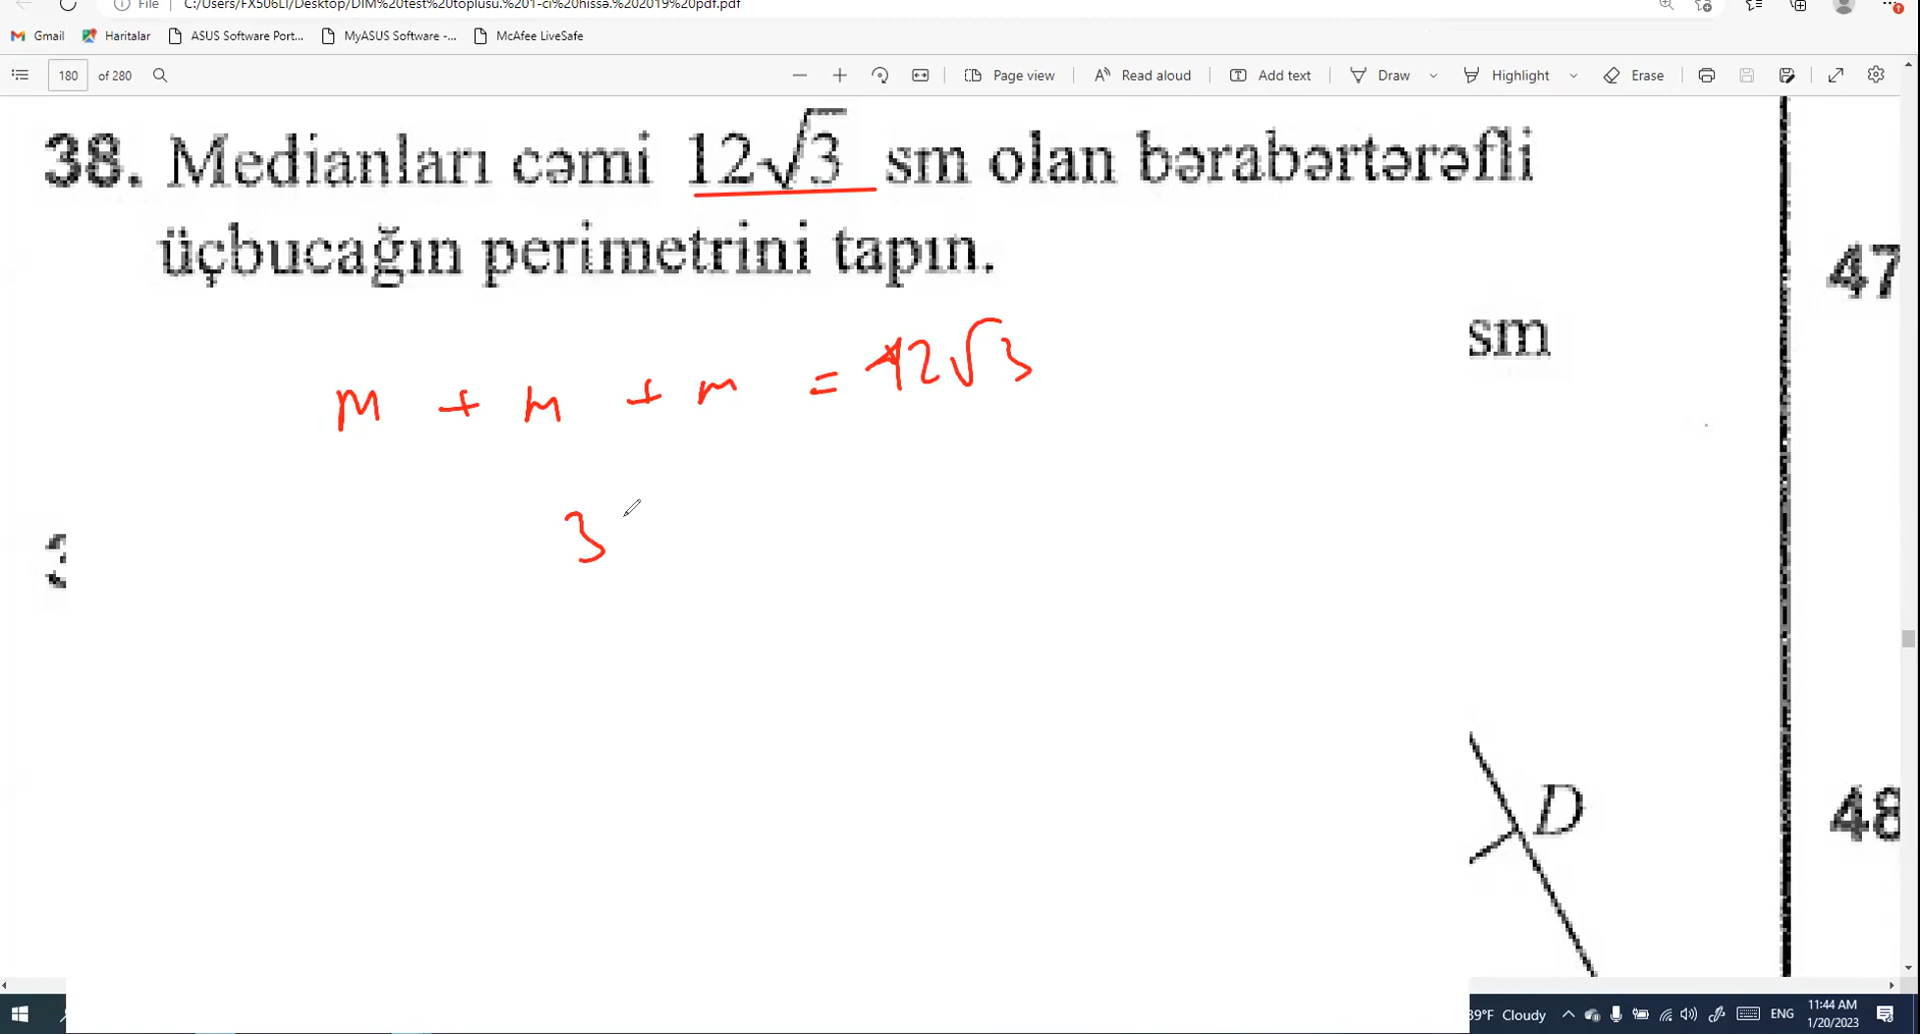 File | C:/Users/FX506LI/Desktop/DIM%20test%20toplusu.%201-ci%20hissə.%202019%20pdf.pdf
Gmail Haritalar ASUS Software Port... MyASUS Software -... McAfee LiveSafe
180 of 280 Page view Read aloud Add text Draw Highlight Erase
38. Medianları cəmi 12√3 sm olan bərabərtərəfli
üçbucağın perimetrini tapın.
47
sm
m + m + m = 12√3
3
D
48
39°F Cloudy ENG 11:44 AM
1/20/2023